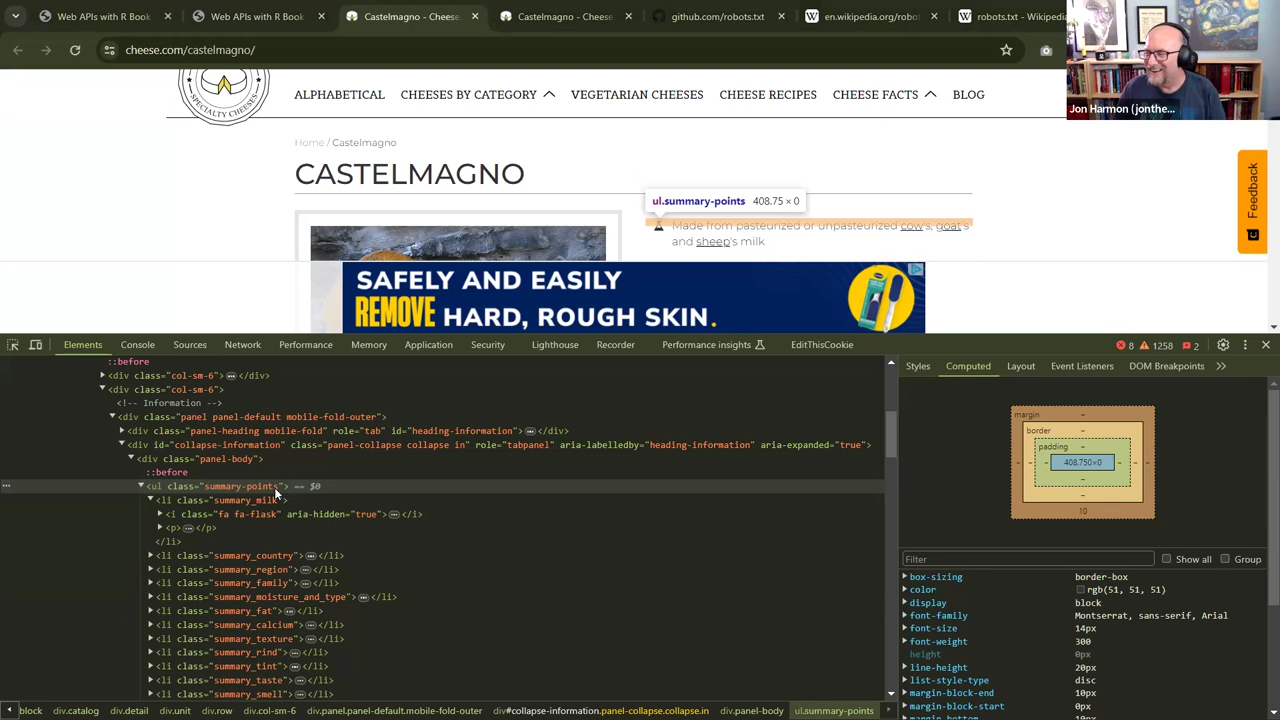 Web APIs with R Book
Web APIs with R Book
Castelmagno - Cheese
Castelmagno - Cheese
github.com/robots.txt
en.wikipedia.org/robo
robots.txt - Wikipedia
cheese.com/castelmagno/
SPECIALTY CHEESES
ALPHABETICAL CHEESES BY CATEGORY VEGETARIAN CHEESES CHEESE RECIPES CHEESE FACTS BLOG
Jon Harmon (jonthe...
Home / Castelmagno
CASTELMAGNO
ul.summary-points 408.75 × 0
Made from pasteurized or unpasteurized cow's, goat's
and sheep's milk
Feedback
SAFELY AND EASILY
REMOVE HARD, ROUGH SKIN.
Elements Console Sources Network Performance Memory Application Security Lighthouse Recorder Performance insights EditThisCookie 8 1258 2
::before
<div class="col-sm-6"> … </div>
<div class="col-sm-6">
<!-- Information -->
<div class="panel panel-default mobile-fold-outer">
<div class="panel-heading mobile-fold" role="tab" id="heading-information"> … </div>
<div id="collapse-information" class="panel-collapse collapse in" role="tabpanel" aria-labelledby="heading-information" aria-expanded="true">
<div class="panel-body">
::before
… <ul class="summary-points"> == $0
<li class="summary_milk">
<i class="fa fa-flask" aria-hidden="true"> … </i>
<p> … </p>
</li>
<li class="summary_country"> … </li>
<li class="summary_region"> … </li>
<li class="summary_family"> … </li>
<li class="summary_moisture_and_type"> … </li>
<li class="summary_fat"> … </li>
<li class="summary_calcium"> … </li>
<li class="summary_texture"> … </li>
<li class="summary_rind"> … </li>
<li class="summary_tint"> … </li>
<li class="summary_taste"> … </li>
<li class="summary_smell"> … </li>
block div.catalog div.detail div.unit div.row div.col-sm-6 div.panel.panel-default.mobile-fold-outer div#collapse-information.panel-collapse.collapse.in div.panel-body ul.summary-points
Styles Computed Layout Event Listeners DOM Breakpoints
margin -
border -
padding -
- - - 408.750×0 - - -
-
-
10
Filter Show all Group
box-sizing border-box
color rgb(51, 51, 51)
display block
font-family Montserrat, sans-serif, Arial
font-size 14px
font-weight 300
height 0px
line-height 20px
list-style-type disc
margin-block-end 10px
margin-block-start 0px
margin-bottom 10px